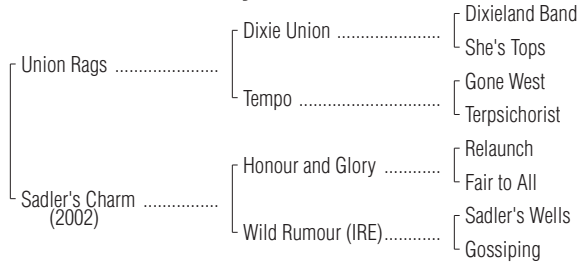 Dixieland Band
Dixie Union ....................
She's Tops
Union Rags .....................
Gone West
Tempo ............................
Terpsichorist
Relaunch
Honour and Glory ............
Fair to All
Sadler's Charm ...............
(2002)
Sadler's Wells
Wild Rumour (IRE)............
Gossiping